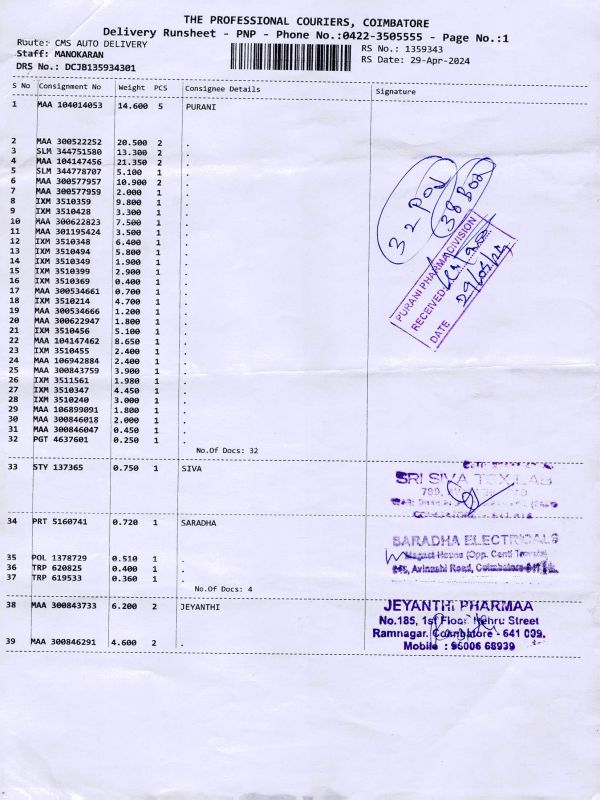 THE PROFESSIONAL COURIERS, COIMBATORE
Delivery Runsheet - PNP - Phone No.:0422-3505555 - Page No.:1
Route: CMS AUTO DELIVERY
Staff: MANOKARAN
DRS No.: DCJB135934301
RS No.: 1359343
RS Date: 29-Apr-2024
S No Consignment No Weight PCS Consignee Details Signature
1 MAA 104014053 14.600 5 PURANI
2 MAA 300522252 20.500 2 .
3 SLM 344751580 13.300 2 .
4 MAA 104147456 21.350 2 .
5 SLM 344778707 5.100 1 .
6 MAA 300577957 10.900 2 .
7 MAA 300577959 2.000 1 .
8 IXM 3510359 9.800 1 .
9 IXM 3510428 3.300 1 .
10 MAA 300622823 7.500 1 .
11 MAA 301195424 3.500 1 .
12 IXM 3510348 6.400 1 .
13 IXM 3510494 5.800 1 .
14 IXM 3510349 1.900 1 .
15 IXM 3510399 2.900 1 .
16 IXM 3510369 0.400 1 .
17 MAA 300534661 0.700 1 .
18 IXM 3510214 4.700 1 .
19 MAA 300534666 1.200 1 .
20 MAA 300622947 1.800 1 .
21 IXM 3510456 5.100 1 .
22 MAA 104147462 8.650 1 .
23 IXM 3510455 2.400 1 .
24 MAA 106942884 2.400 1 .
25 MAA 300843759 3.900 1 .
26 IXM 3511561 1.980 1 .
27 IXM 3510347 4.450 1 .
28 IXM 3510240 3.000 1 .
29 MAA 106899091 1.800 1 .
30 MAA 300846018 2.000 1 .
31 MAA 300846047 0.450 1 .
32 PGT 4637601 0.250 1 .
No.Of Docs: 32
32 POD
38 BOX
PURANI PHARMA DIVISION
RECEIVED
DATE 29/04/24
33 STY 137365 0.750 1 SIVA
SRI SIVA TEX LAB
34 PRT 5160741 0.720 1 SARADHA
SARADHA ELECTRICALS
Magnet House (Opp. Conti Travels)
Avinashi Road, Coimbatore
35 POL 1378729 0.510 1 .
36 TRP 620825 0.400 1 .
37 TRP 619533 0.360 1 .
No.Of Docs: 4
38 MAA 300843733 6.200 2 JEYANTHI
JEYANTHI PHARMAA
No.185, 1st Floor Nehru Street
Ramnagar. Coimbatore - 641 009.
Mobile : 95006 68939
39 MAA 300846291 4.600 2 .